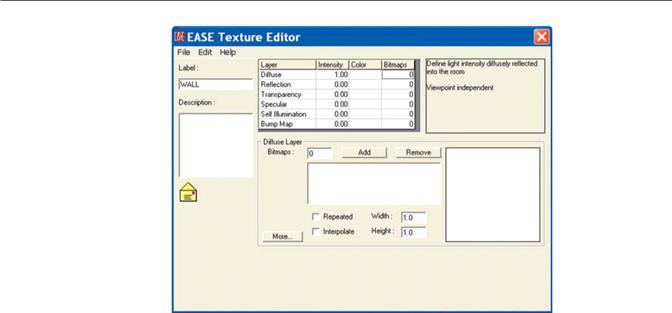 EASE Texture Editor
File Edit Help
Label :
WALL
Description :
Layer Intensity Color Bitmaps
Diffuse 1.00 0
Reflection 0.00 0
Transparency 0.00 0
Specular 0.00 0
Self Illumination 0.00 0
Bump Map 0.00 0
Define light intensity diffusely reflected
into the room
Viewpoint independent
Diffuse Layer
Bitmaps : 0 Add Remove
Repeated Width : 1.0
Interpolate Height : 1.0
More...